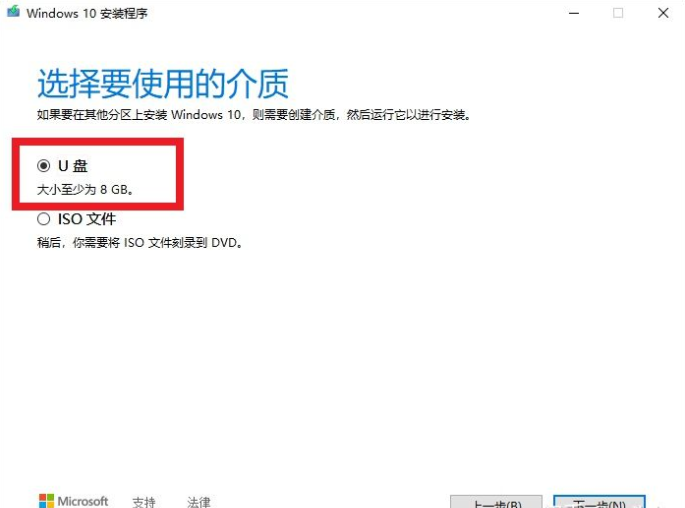 Windows 10 安装程序
选择要使用的介质
如果要在其他分区上安装 Windows 10，则需要创建介质，然后运行它以进行安装。
U 盘
大小至少为 8 GB。
ISO 文件
稍后，你需要将 ISO 文件刻录到 DVD。
Microsoft 支持 法律 上一步(B) 下一步(N)